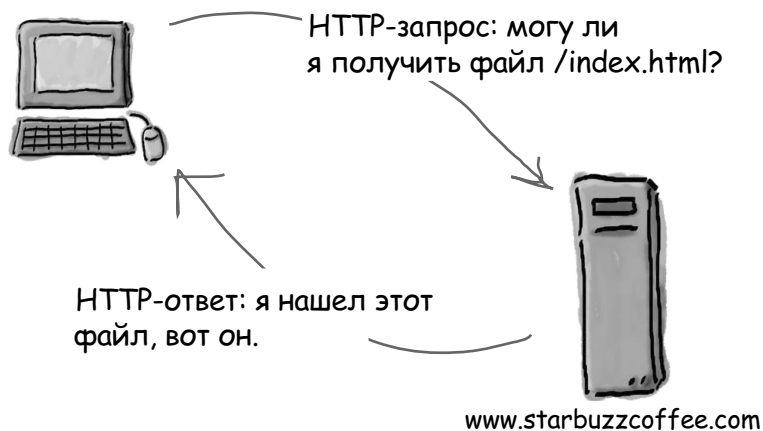 HTTP-запрос: могу ли
я получить файл /index.html?
HTTP-ответ: я нашел этот
файл, вот он.
www.starbuzzcoffee.com